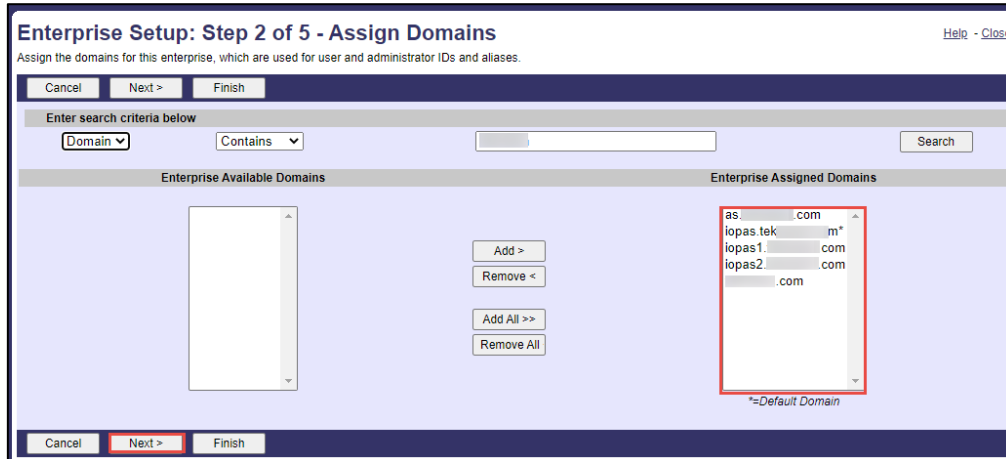 Enterprise Setup: Step 2 of 5 - Assign Domains
Help - Close
Assign the domains for this enterprise, which are used for user and administrator IDs and aliases.
Cancel Next > Finish
Enter search criteria below
Domain Contains Search
Enterprise Available Domains Enterprise Assigned Domains
as. .com
iopas.tek m*
iopas1. .com
iopas2. .com
.com
Add >
Remove <
Add All >>
Remove All
*=Default Domain
Cancel Next > Finish